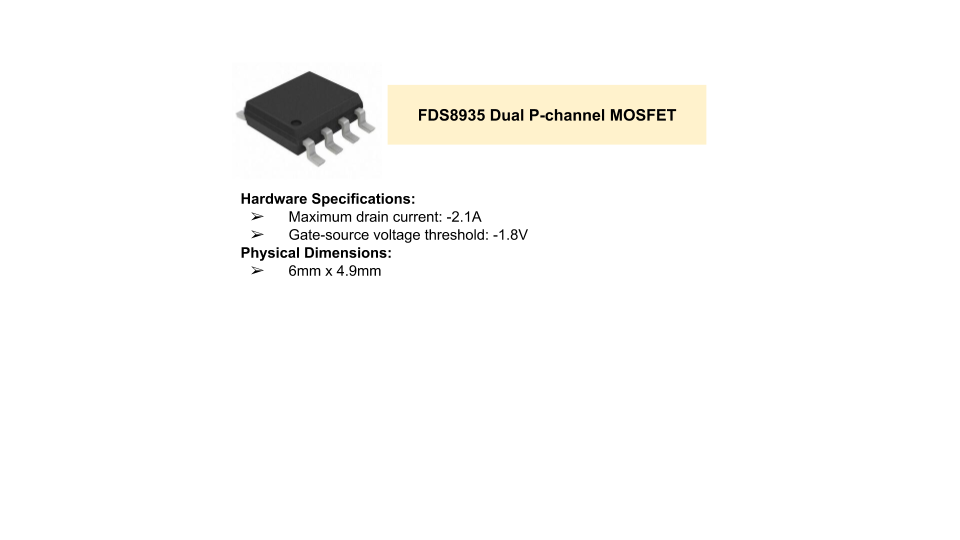 FDS8935 Dual P-channel MOSFET
Hardware Specifications:
➢ Maximum drain current: -2.1A
➢ Gate-source voltage threshold: -1.8V
Physical Dimensions:
➢ 6mm x 4.9mm